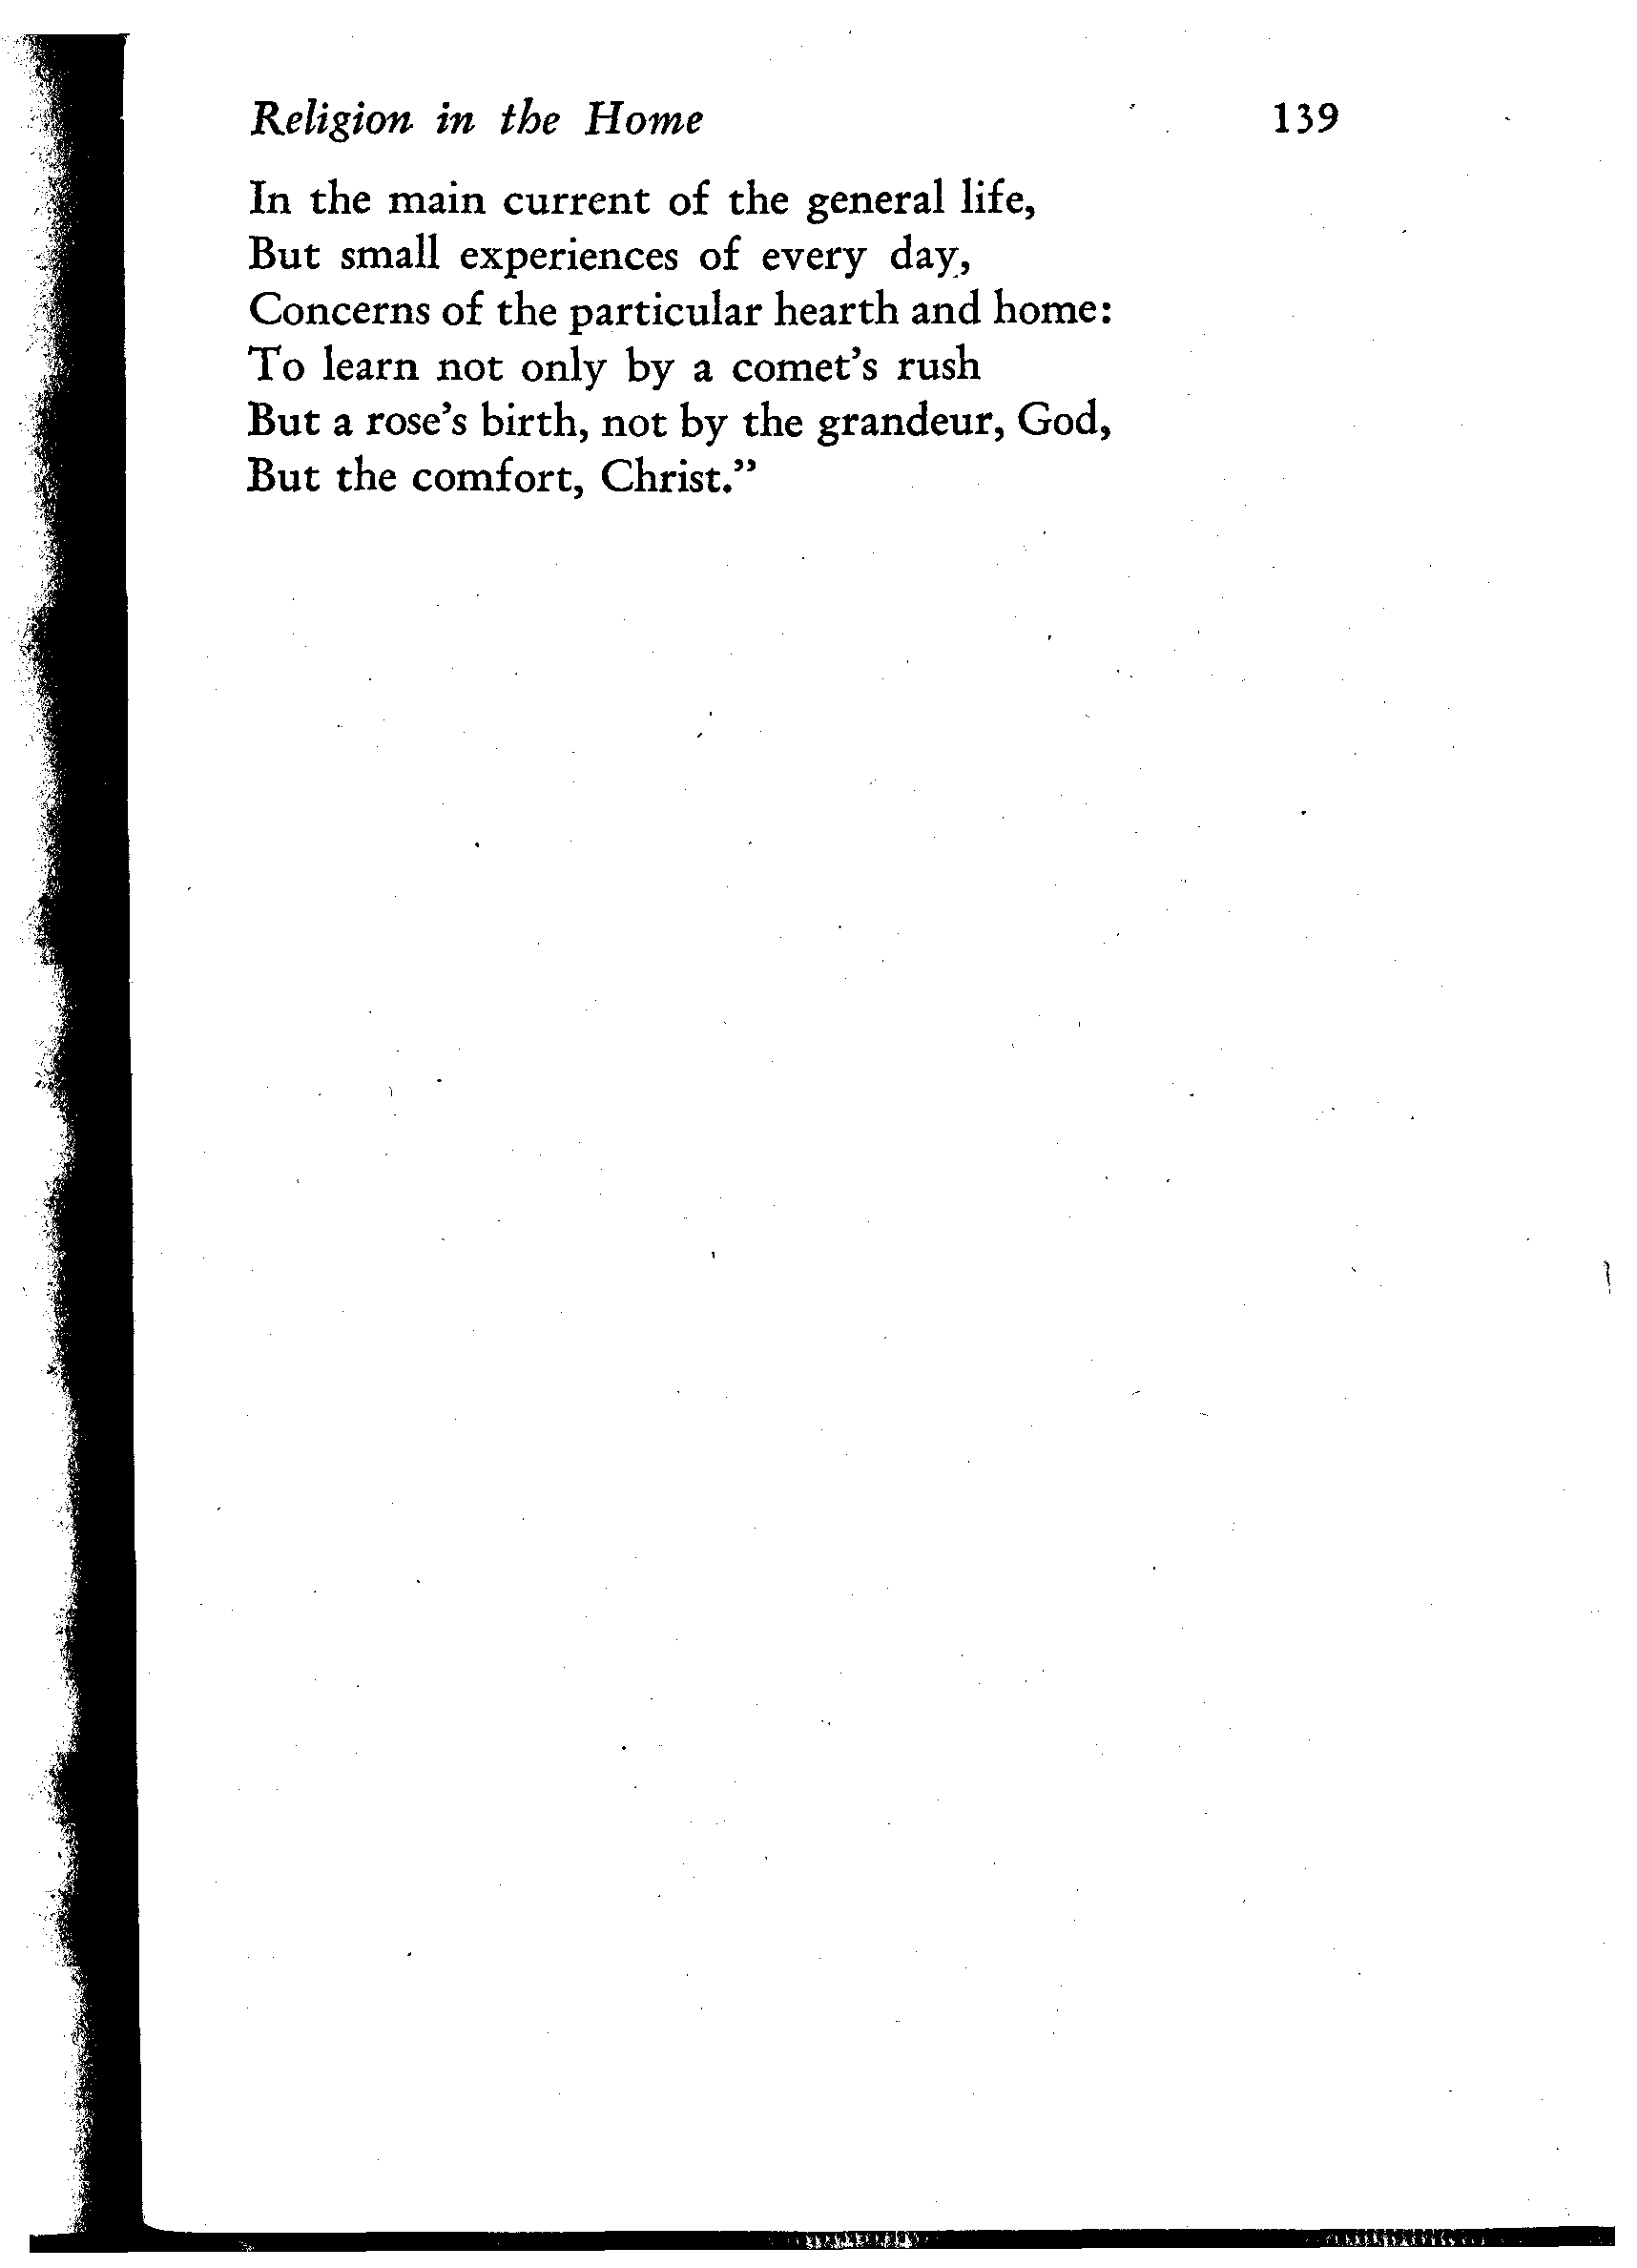 Religion in the Home 139
In the main current of the general life,
But small experiences of every day,
Concerns of the particular hearth and home:
To learn not only by a comet's rush
But a rose's birth, not by the grandeur, God,
But the comfort, Christ."